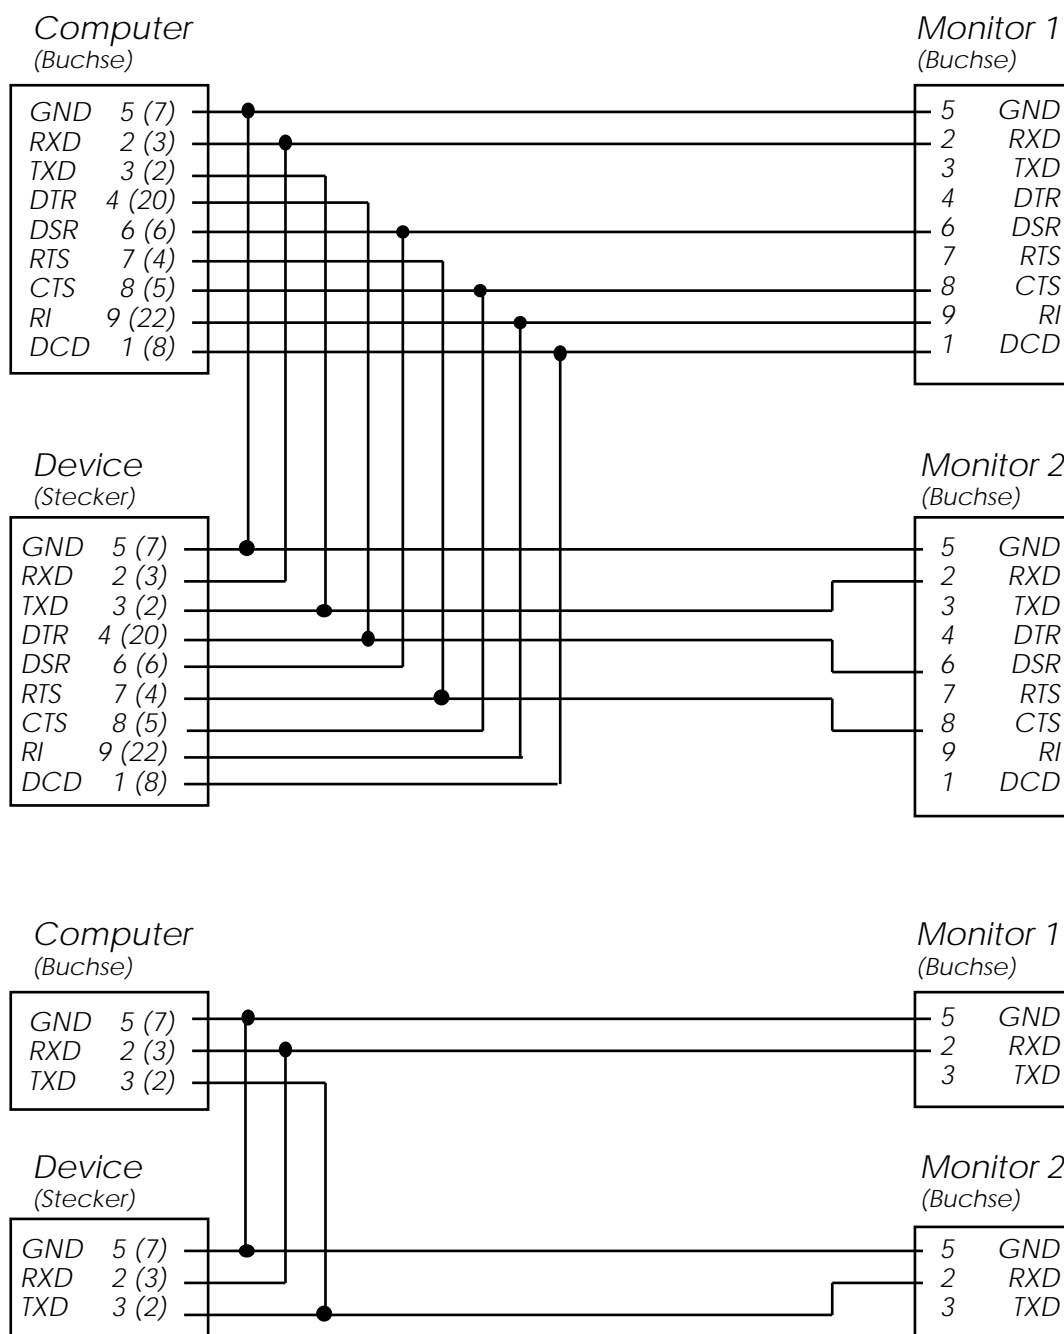 Computer
(Buchse)
GND 5 (7)
RXD 2 (3)
TXD 3 (2)
DTR 4 (20)
DSR 6 (6)
RTS 7 (4)
CTS 8 (5)
RI 9 (22)
DCD 1 (8)
Monitor 1
(Buchse)
5 GND
2 RXD
3 TXD
4 DTR
6 DSR
7 RTS
8 CTS
9 RI
1 DCD
Device
(Stecker)
GND 5 (7)
RXD 2 (3)
TXD 3 (2)
DTR 4 (20)
DSR 6 (6)
RTS 7 (4)
CTS 8 (5)
RI 9 (22)
DCD 1 (8)
Monitor 2
(Buchse)
5 GND
2 RXD
3 TXD
4 DTR
6 DSR
7 RTS
8 CTS
9 RI
1 DCD
Computer
(Buchse)
GND 5 (7)
RXD 2 (3)
TXD 3 (2)
Monitor 1
(Buchse)
5 GND
2 RXD
3 TXD
Device
(Stecker)
GND 5 (7)
RXD 2 (3)
TXD 3 (2)
Monitor 2
(Buchse)
5 GND
2 RXD
3 TXD